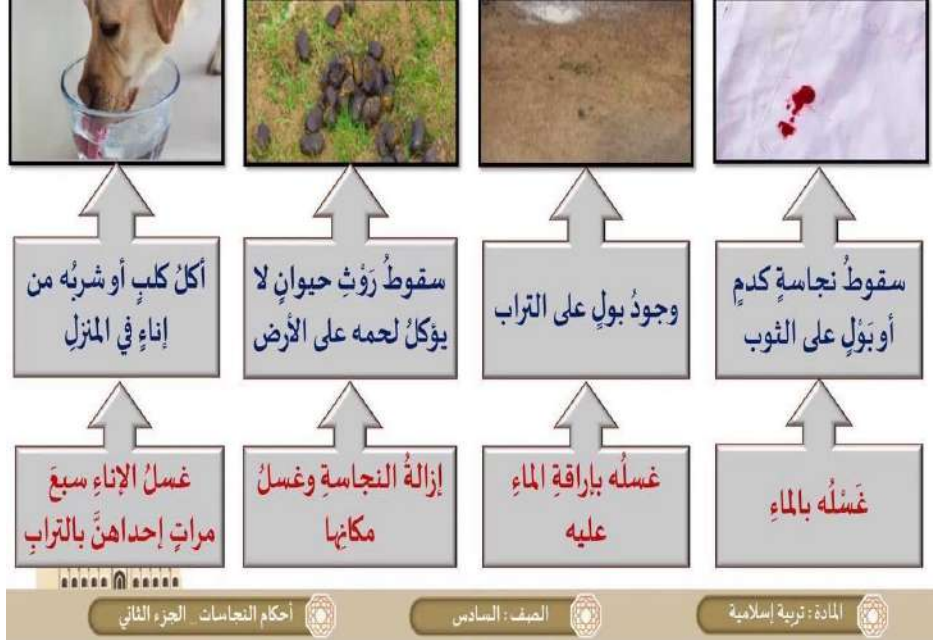 سقوطُ نجاسةٍ كدمٍ
أو بَوْلٍ على الثوب
وجودُ بولٍ على التراب
سقوطُ رَوْثِ حيوانٍ لا
يؤكلُ لحمه على الأرض
أكلُ كلبٍ أو شربُه من
إناءٍ في المنزلِ
غَسْلُه بالماءِ
غسلُه بإراقةِ الماءِ
عليه
إزالةُ النجاسةِ وغسلُ
مكانِها
غسلُ الإناءِ سبعَ
مراتٍ إحداهنَّ بالترابِ
المادة : تربية إسلامية
الصف : السادس
أحكام النجاسات _ الجزء الثاني